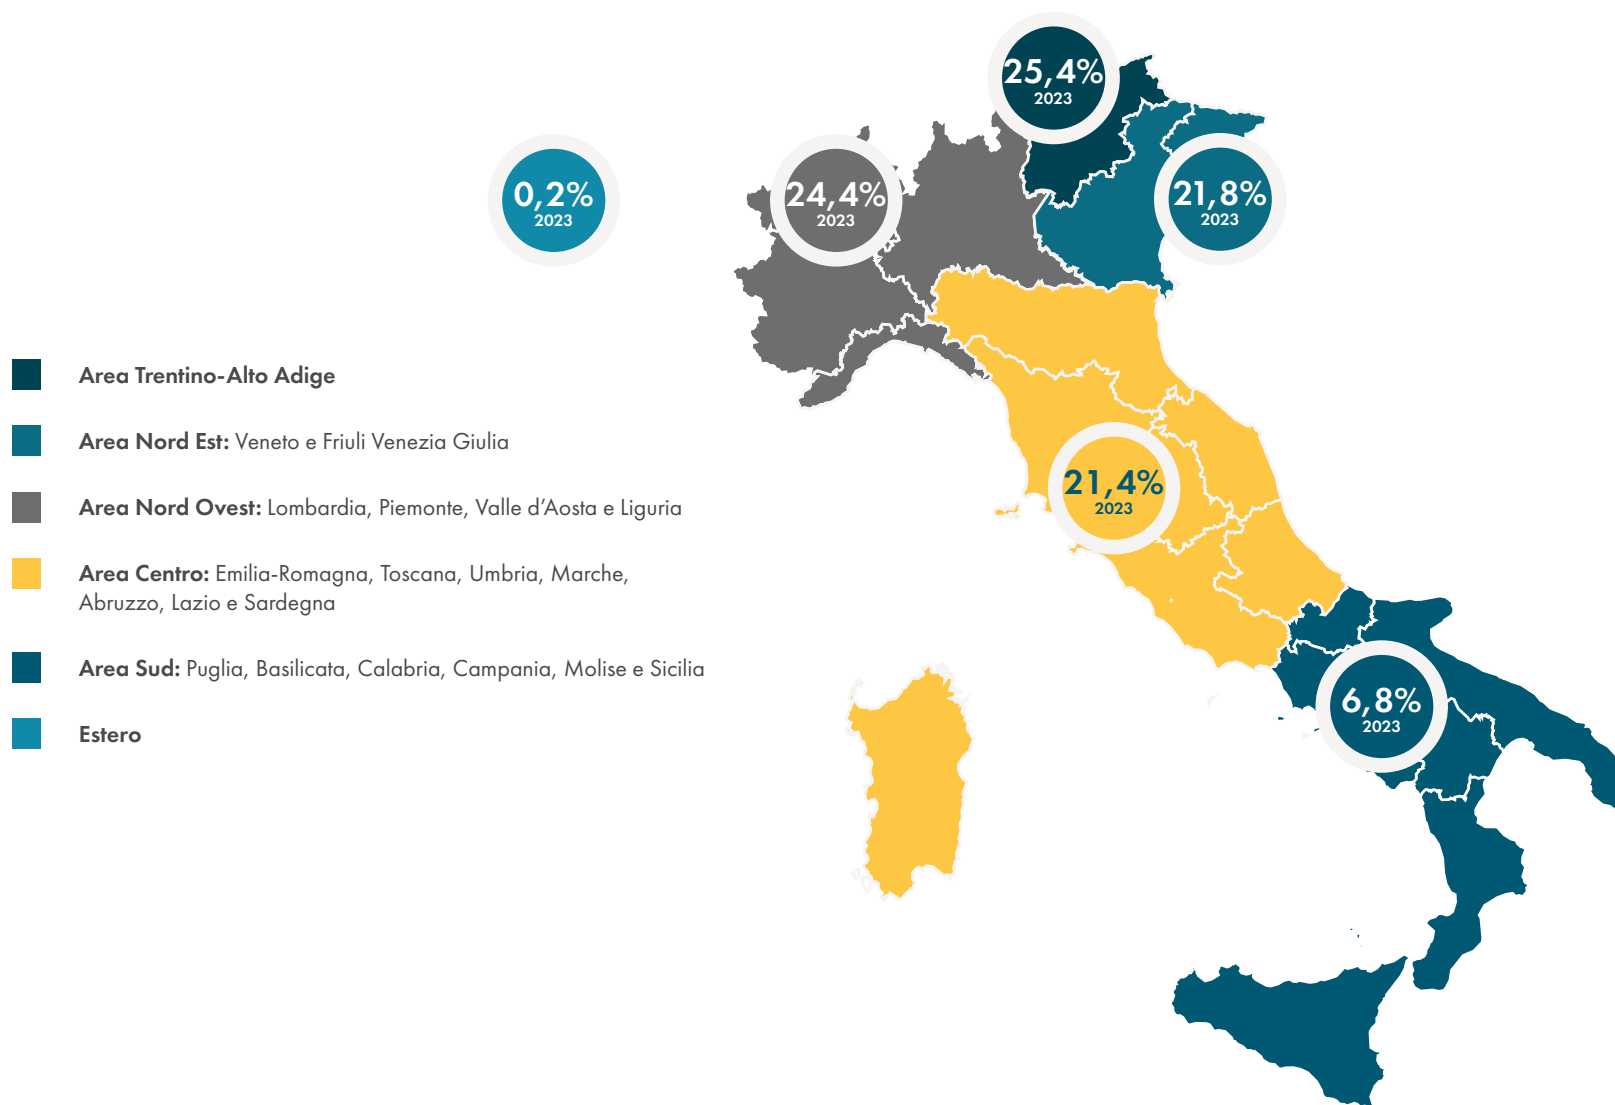 25,4%
2023
0,2%
2023
24,4%
2023
21,8%
2023
Area Trentino-Alto Adige
Area Nord Est: Veneto e Friuli Venezia Giulia
Area Nord Ovest: Lombardia, Piemonte, Valle d’Aosta e Liguria
Area Centro: Emilia-Romagna, Toscana, Umbria, Marche,
Abruzzo, Lazio e Sardegna
Area Sud: Puglia, Basilicata, Calabria, Campania, Molise e Sicilia
Estero
21,4%
2023
6,8%
2023